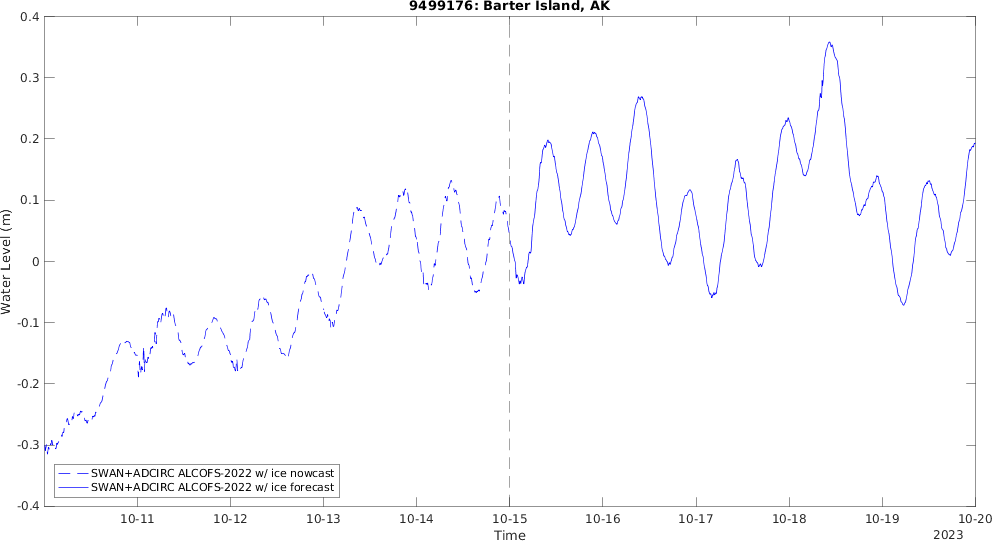 9499176: Barter Island, AK
Water Level (m)
0.4
0.3
0.2
0.1
0
-0.1
-0.2
-0.3
-0.4
SWAN+ADCIRC ALCOFS-2022 w/ ice nowcast
SWAN+ADCIRC ALCOFS-2022 w/ ice forecast
10-11 10-12 10-13 10-14 10-15 10-16 10-17 10-18 10-19 10-20
Time
2023